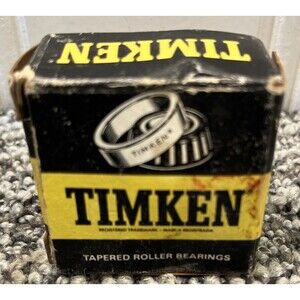 TIMKEN
TIMKEN
TIMKEN
REGISTERED TRADEMARK - MARCA REGISTRADA
TAPERED ROLLER BEARINGS